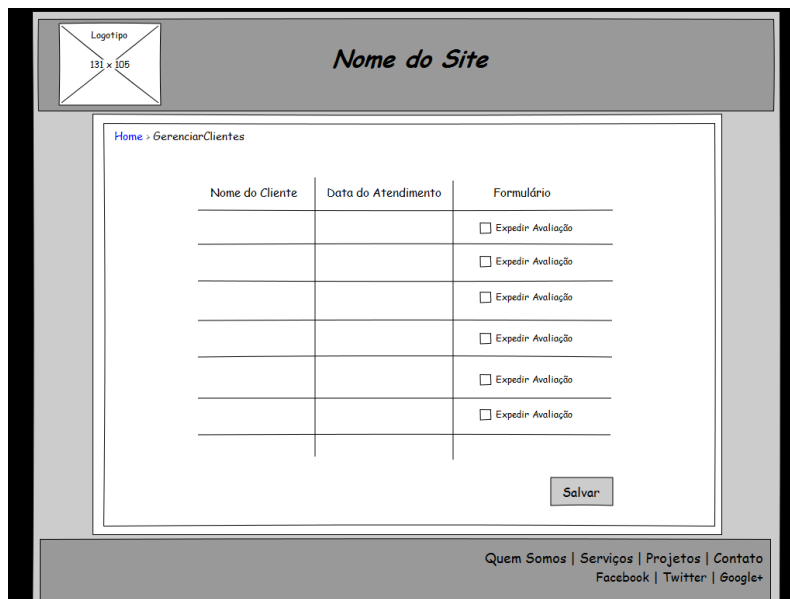 Logotipo
131 x 105
Nome do Site
Home > GerenciarClientes
Nome do Cliente Data do Atendimento Formulário
Expedir Avaliação
Expedir Avaliação
Expedir Avaliação
Expedir Avaliação
Expedir Avaliação
Expedir Avaliação
Salvar
Quem Somos | Serviços | Projetos | Contato
Facebook | Twitter | Google+